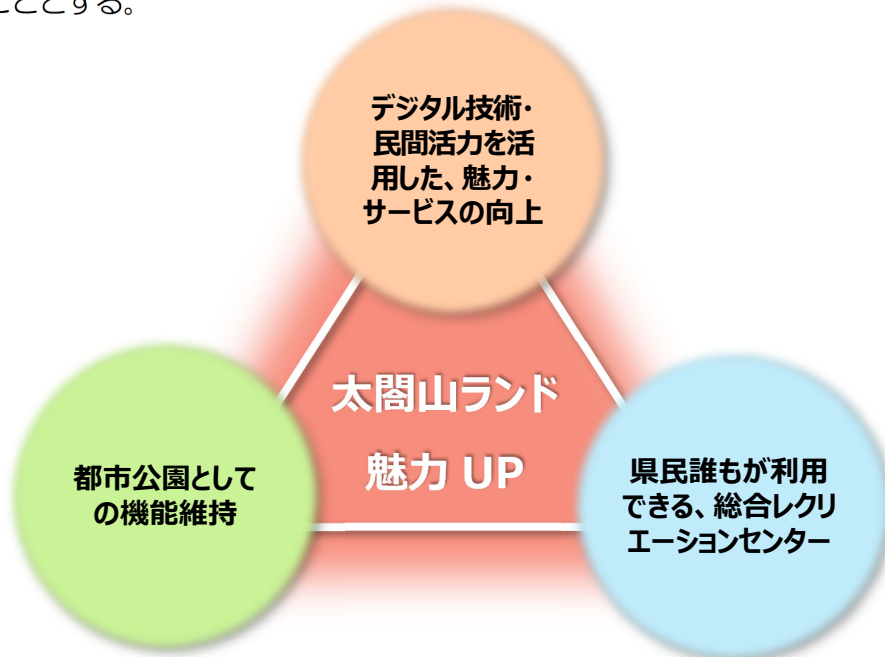 こととする。
デジタル技術・
民間活力を活
用した、魅力・
サービスの向上
太閤山ランド
魅力 UP
都市公園として
の機能維持
県民誰もが利用
できる、総合レクリ
エーションセンター